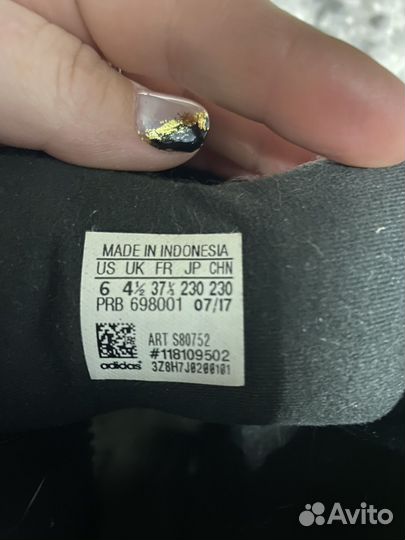 MADE IN INDONESIA
US UK FR JP CHN
6 4½ 37⅓ 230 230
PRB 698001 07/17
ART S80752
#118109502
adidas 3Z8H7J0200101
Avito